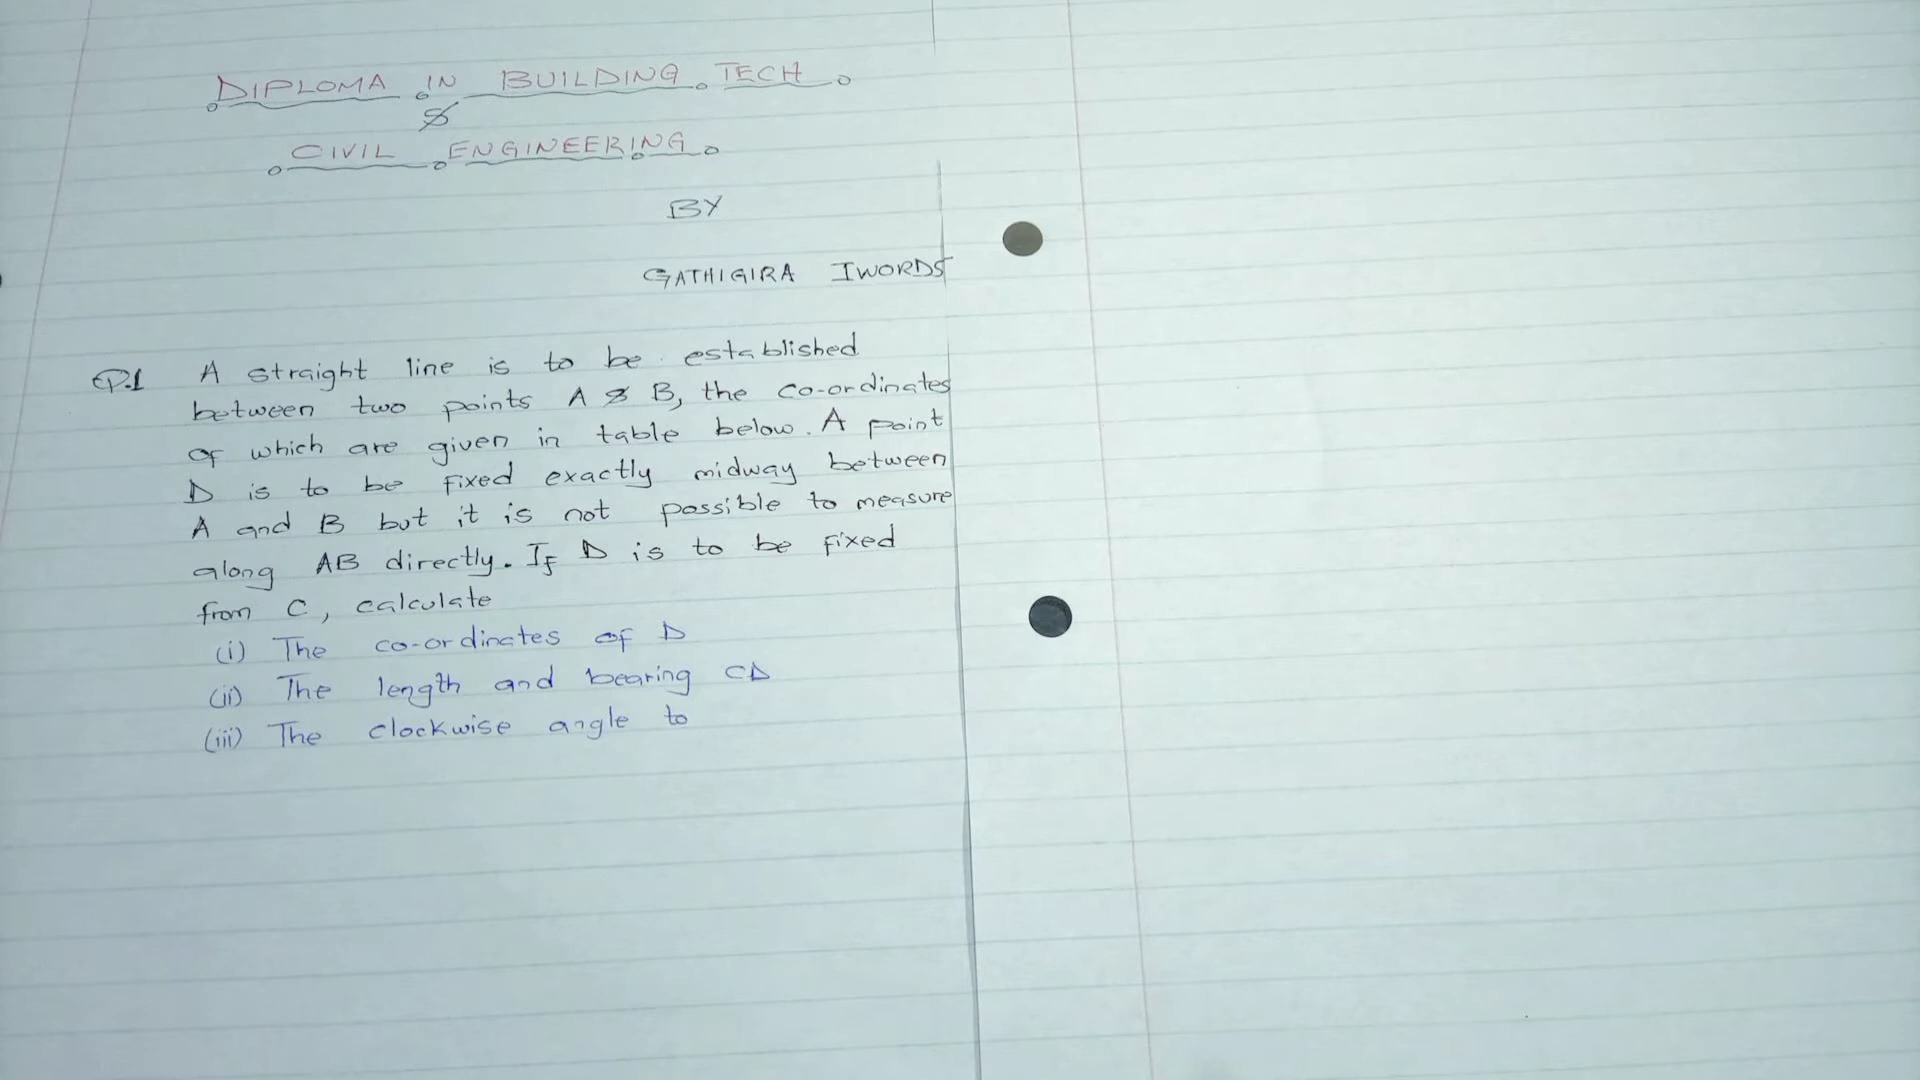 DIPLOMA IN BUILDING TECH
&
CIVIL ENGINEERING
BY
GATHIGIRA IWORDS
Q.1 A straight line is to be established
between two points A & B, the co-ordinates
of which are given in table below. A point
D is to be fixed exactly midway between
A and B but it is not possible to measure
along AB directly. If D is to be fixed
from C, calculate
(i) The co-ordinates of D
(ii) The length and bearing CD
(iii) The clockwise angle to